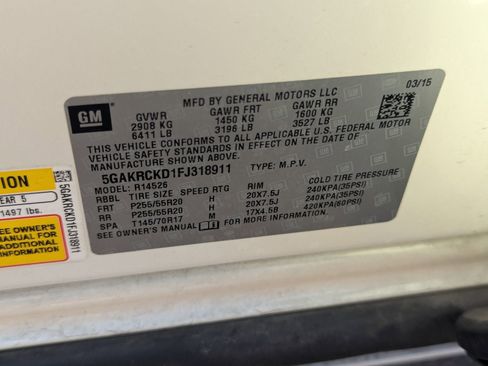 GM
MFD BY GENERAL MOTORS LLC
03/15
GVWR GAWR FRT GAWR RR
2908 KG 1450 KG 1600 KG
6411 LB 3196 LB 3527 LB
THIS VEHICLE CONFORMS TO ALL APPLICABLE U.S. FEDERAL MOTOR
VEHICLE SAFETY STANDARDS IN EFFECT ON THE DATE OF
MANUFACTURE SHOWN ABOVE.
5GAKRCKD1FJ318911 TYPE: M.P.V.
MODEL: R14526
RBBL TIRE SIZE SPEED RTG RIM COLD TIRE PRESSURE
FRT P255/55R20 H 20X7.5J 240KPA(35PSI)
RR P255/55R20 H 20X7.5J 240KPA(35PSI)
SPA T145/70R17 M 17X4.5B 420KPA(60PSI)
SEE OWNER'S MANUAL FOR ADDITIONAL INFORMATION.
TION
EAR 5
1497 lbs.
SEE OWNER'S
MANUAL FOR
ADDITIONAL
INFORMATION
5GAKRCKD1FJ318911